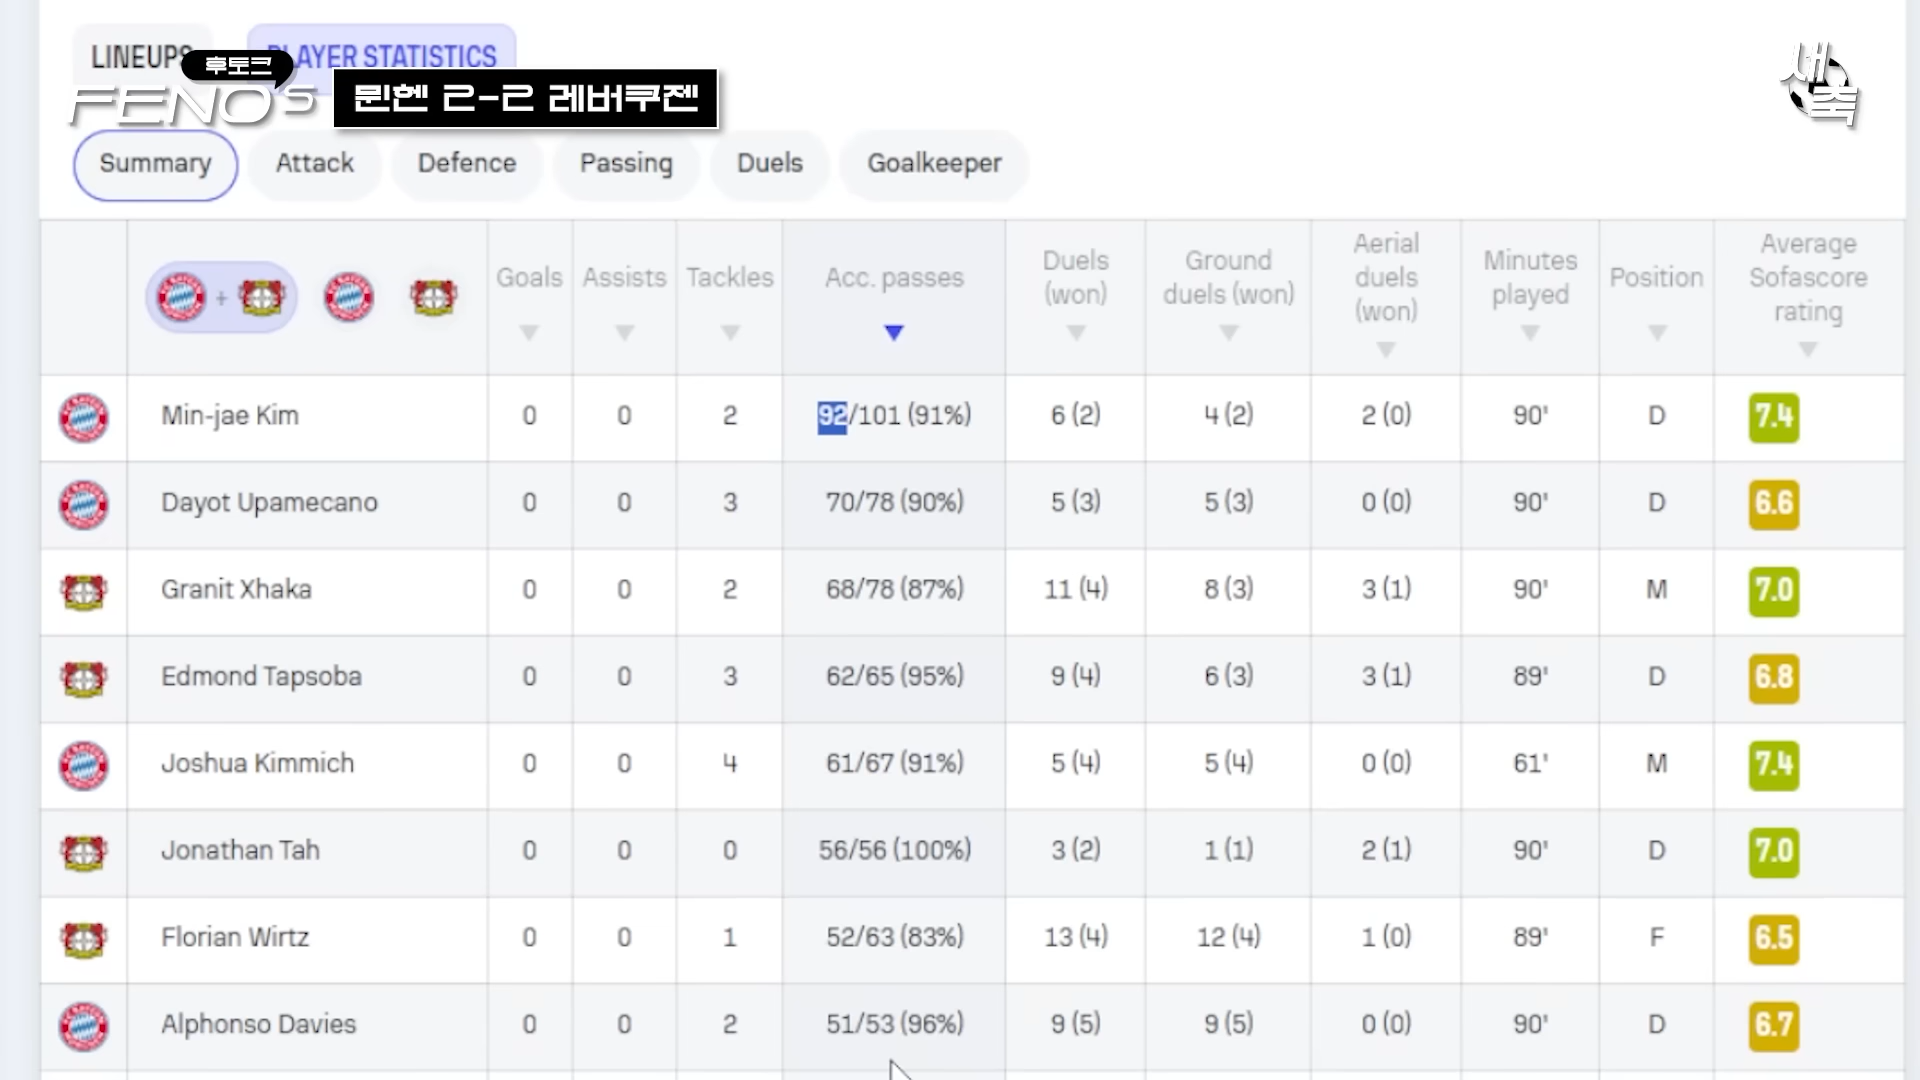 LINEUPS PLAYER STATISTICS
후토크
FENO's
뮌헨 2-2 레버쿠젠
세축
Summary Attack Defence Passing Duels Goalkeeper
+ Goals Assists Tackles Acc. passes Duels (won) Ground duels (won) Aerial duels (won) Minutes played Position Average Sofascore rating
Min-jae Kim 0 0 2 92/101 (91%) 6 (2) 4 (2) 2 (0) 90' D 7.4
Dayot Upamecano 0 0 3 70/78 (90%) 5 (3) 5 (3) 0 (0) 90' D 6.6
Granit Xhaka 0 0 2 68/78 (87%) 11 (4) 8 (3) 3 (1) 90' M 7.0
Edmond Tapsoba 0 0 3 62/65 (95%) 9 (4) 6 (3) 3 (1) 89' D 6.8
Joshua Kimmich 0 0 4 61/67 (91%) 5 (4) 5 (4) 0 (0) 61' M 7.4
Jonathan Tah 0 0 0 56/56 (100%) 3 (2) 1 (1) 2 (1) 90' D 7.0
Florian Wirtz 0 0 1 52/63 (83%) 13 (4) 12 (4) 1 (0) 89' F 6.5
Alphonso Davies 0 0 2 51/53 (96%) 9 (5) 9 (5) 0 (0) 90' D 6.7